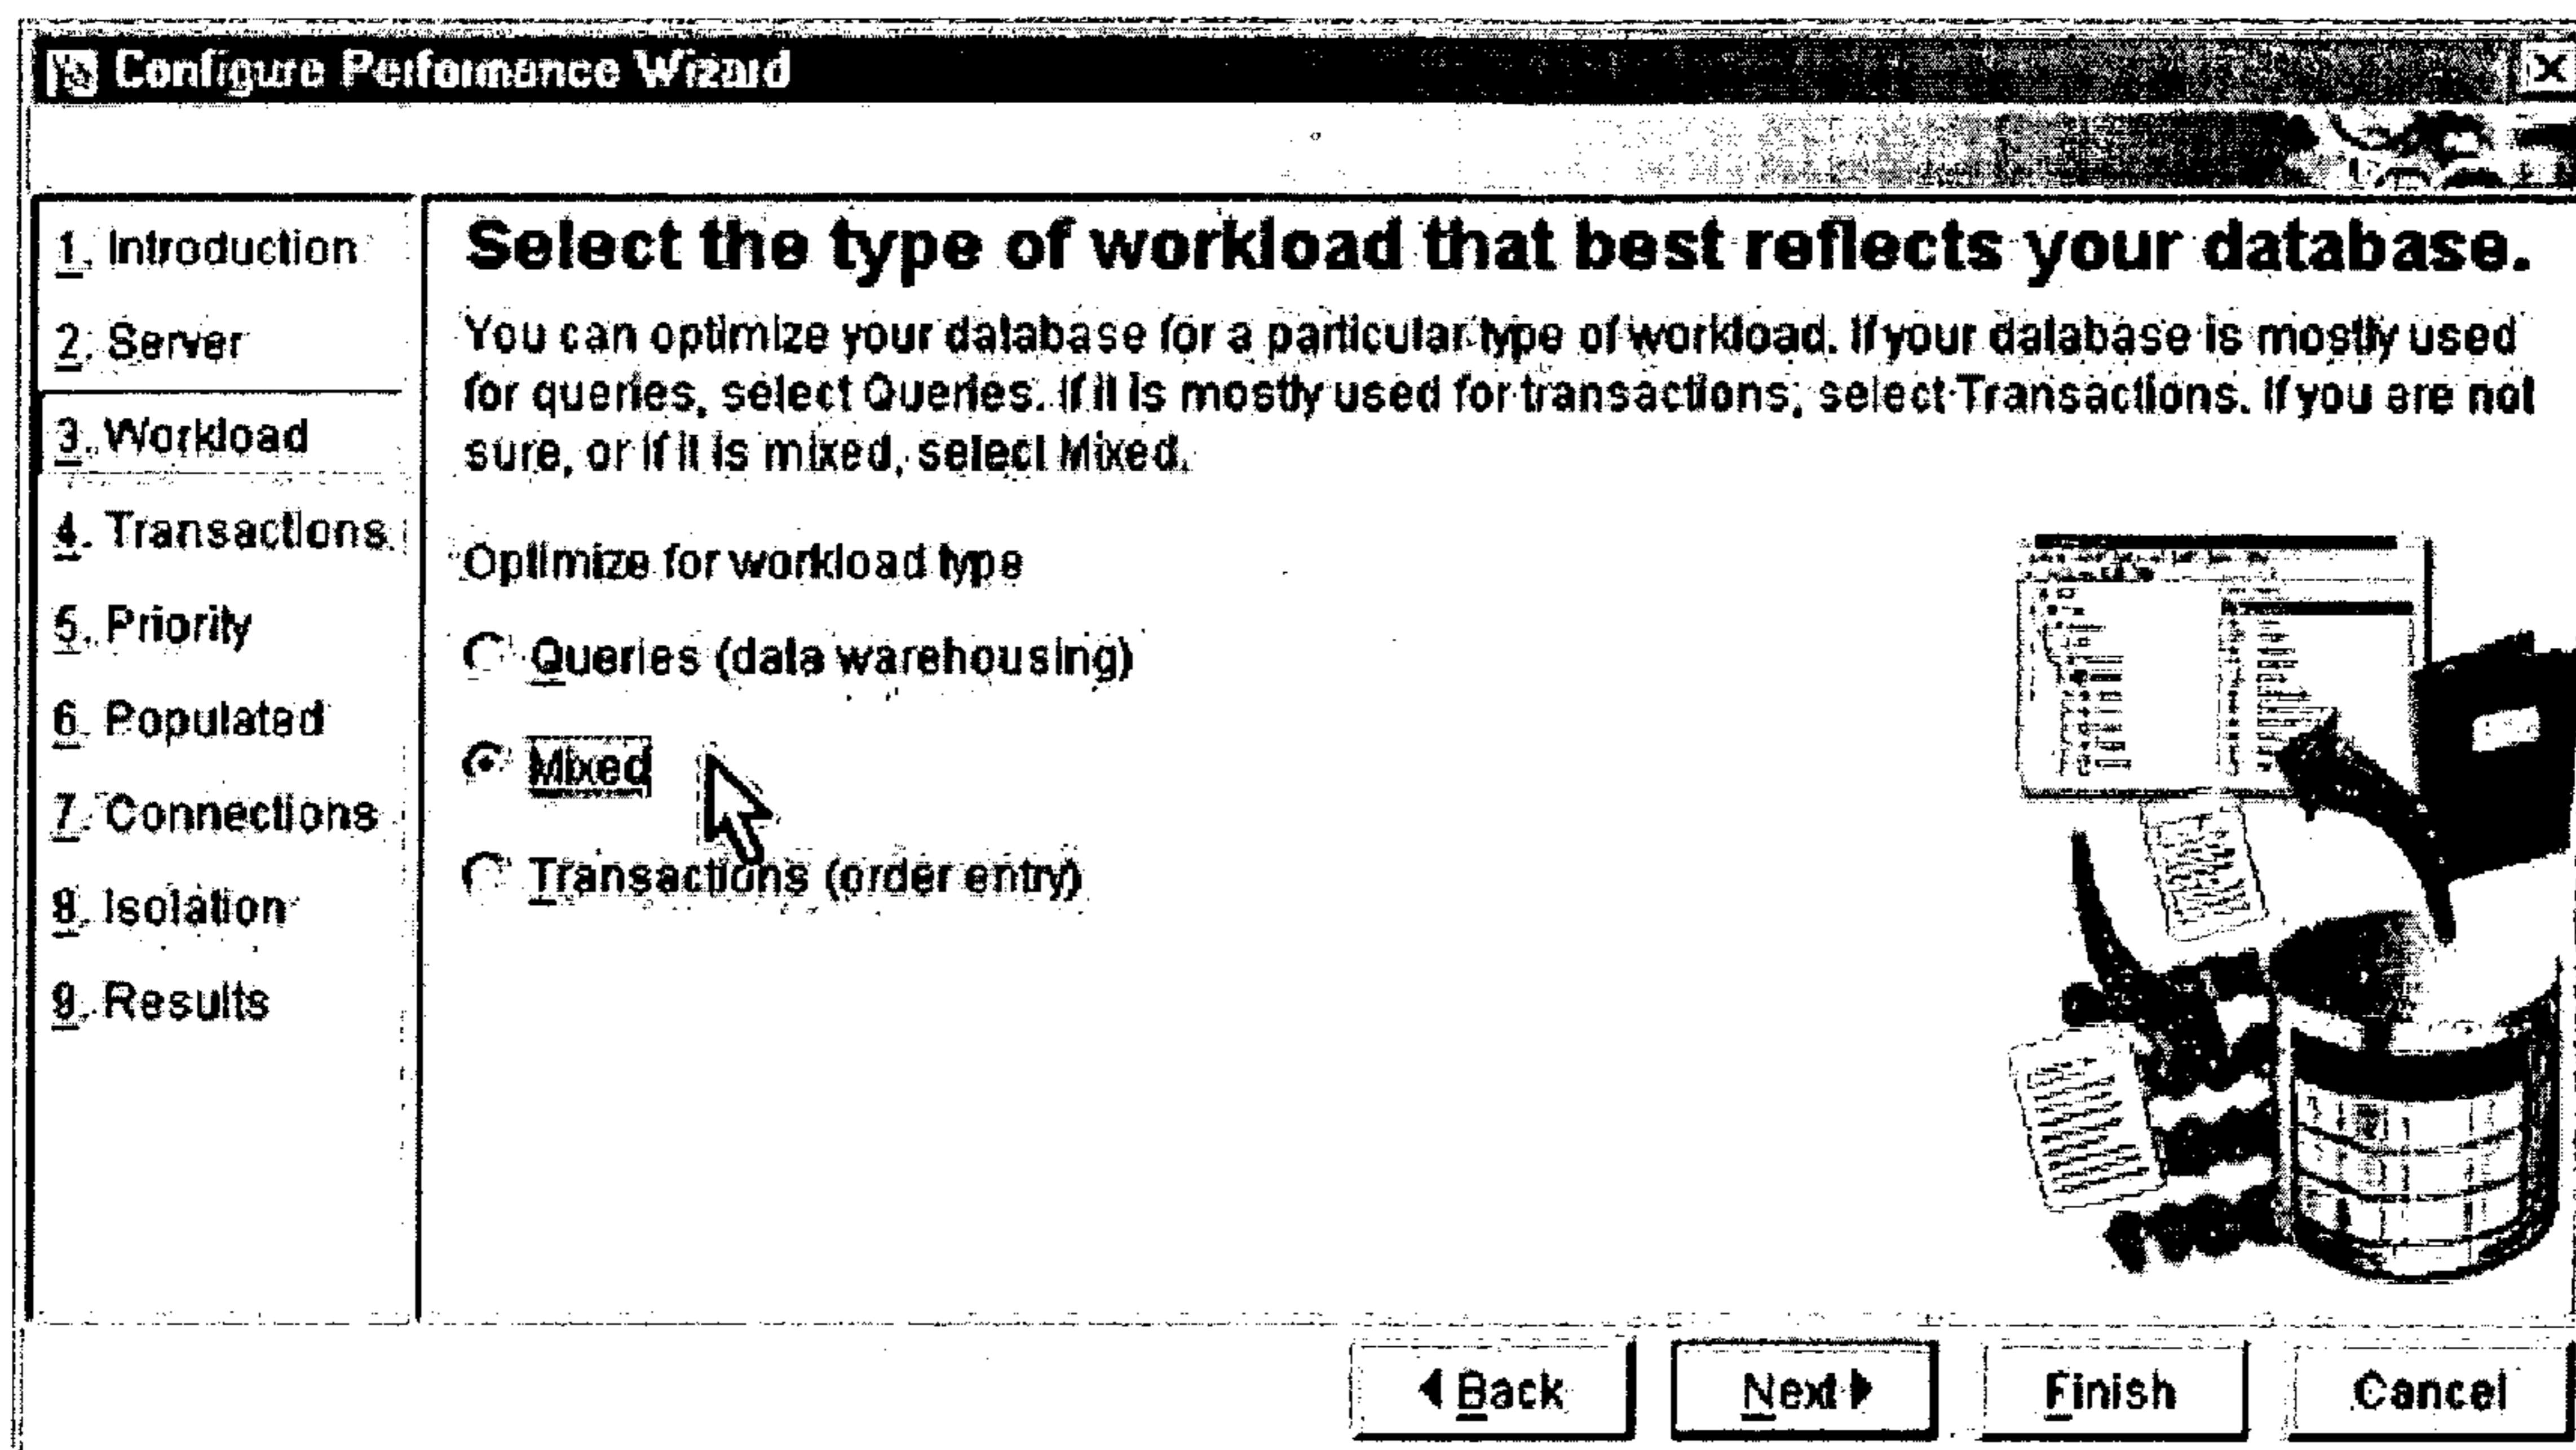 Configure Performance Wizard
1. Introduction
2. Server
3. Workload
4. Transactions
5. Priority
6. Populated
7. Connections
8. Isolation
9. Results
Select the type of workload that best reflects your database.
You can optimize your database for a particular type of workload. If your database is mostly used
for queries, select Queries. If it is mostly used for transactions, select Transactions. If you are not
sure, or if it is mixed, select Mixed.
Optimize for workload type
Queries (data warehousing)
Mixed
Transactions (order entry)
Back
Next
Finish
Cancel